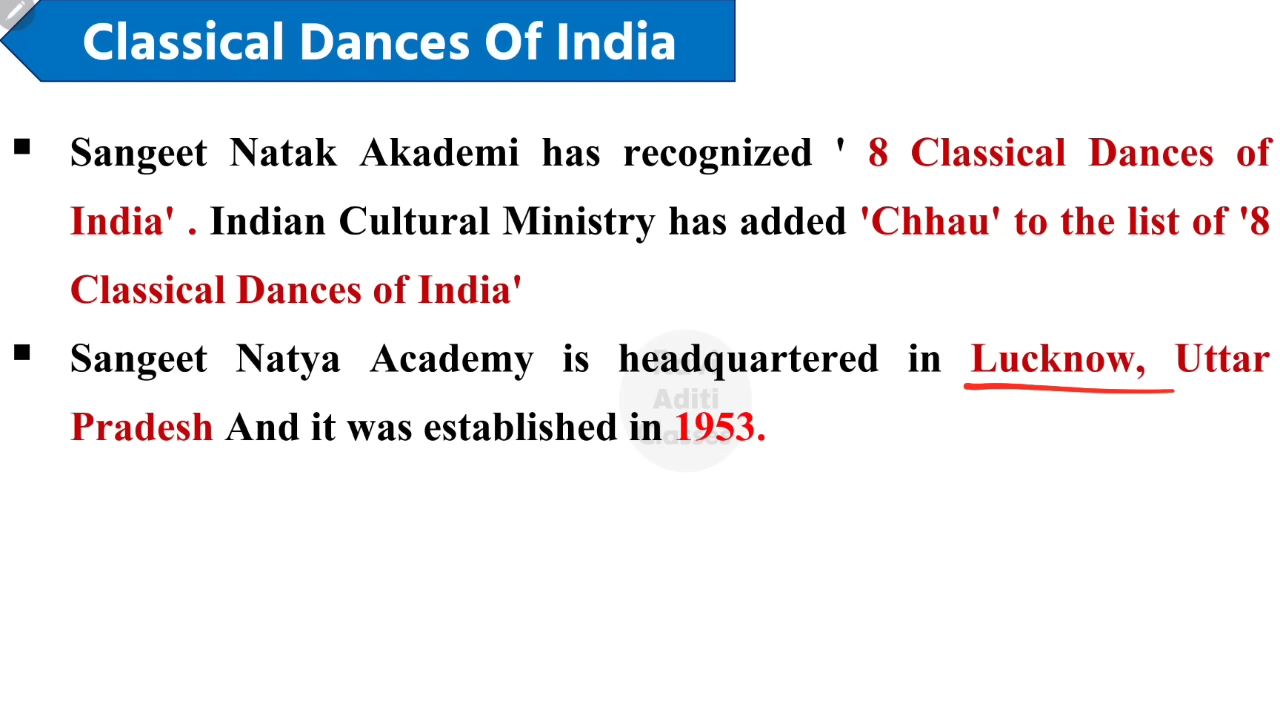 Classical Dances Of India
Sangeet Natak Akademi has recognized ' 8 Classical Dances of
India' . Indian Cultural Ministry has added 'Chhau' to the list of '8
Classical Dances of India'
Sangeet Natya Academy is headquartered in Lucknow, Uttar
Pradesh And it was established in 1953.
Aditi